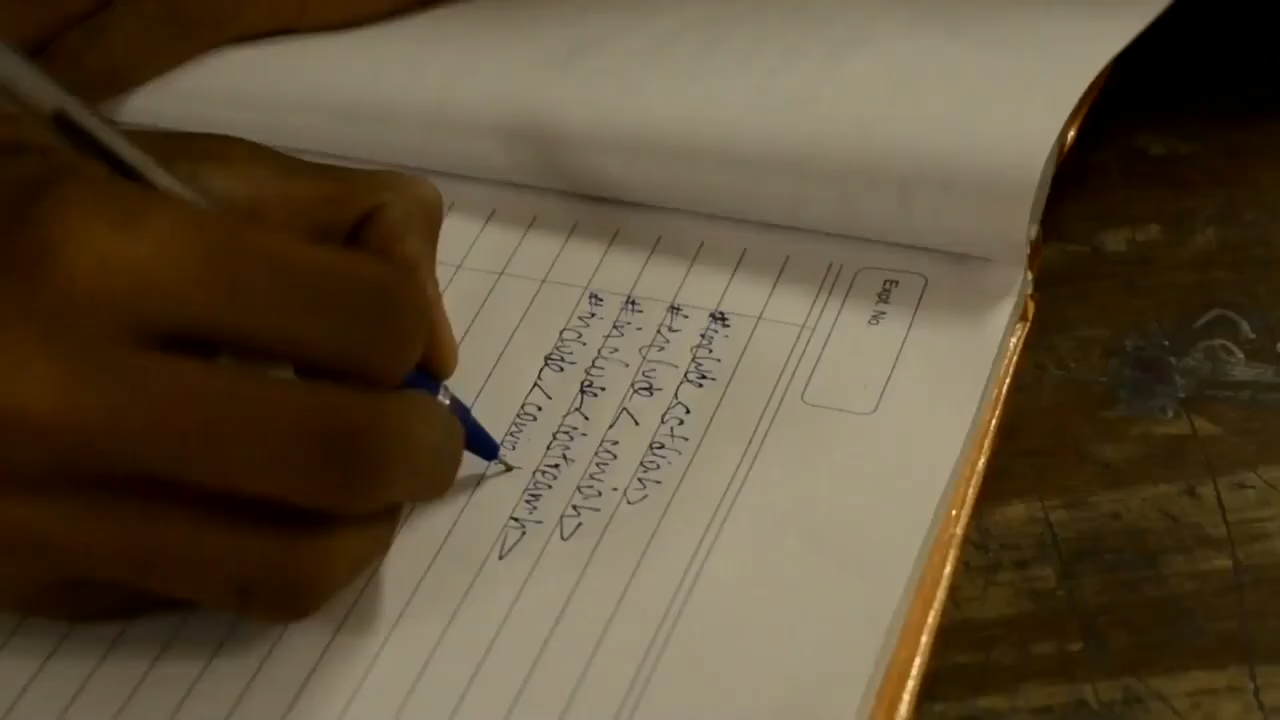 Expt. No.
#include <stdio.h>
#include < conio.h>
#include <iostream.h>
#include < conio.